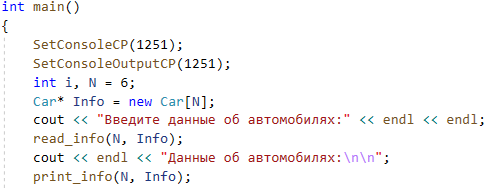 int main()
{
SetConsoleCP(1251);
SetConsoleOutputCP(1251);
int i, N = 6;
Car* Info = new Car[N];
cout << "Введите данные об автомобилях:" << endl << endl;
read_info(N, Info);
cout << endl << "Данные об автомобилях:\n\n";
print_info(N, Info);